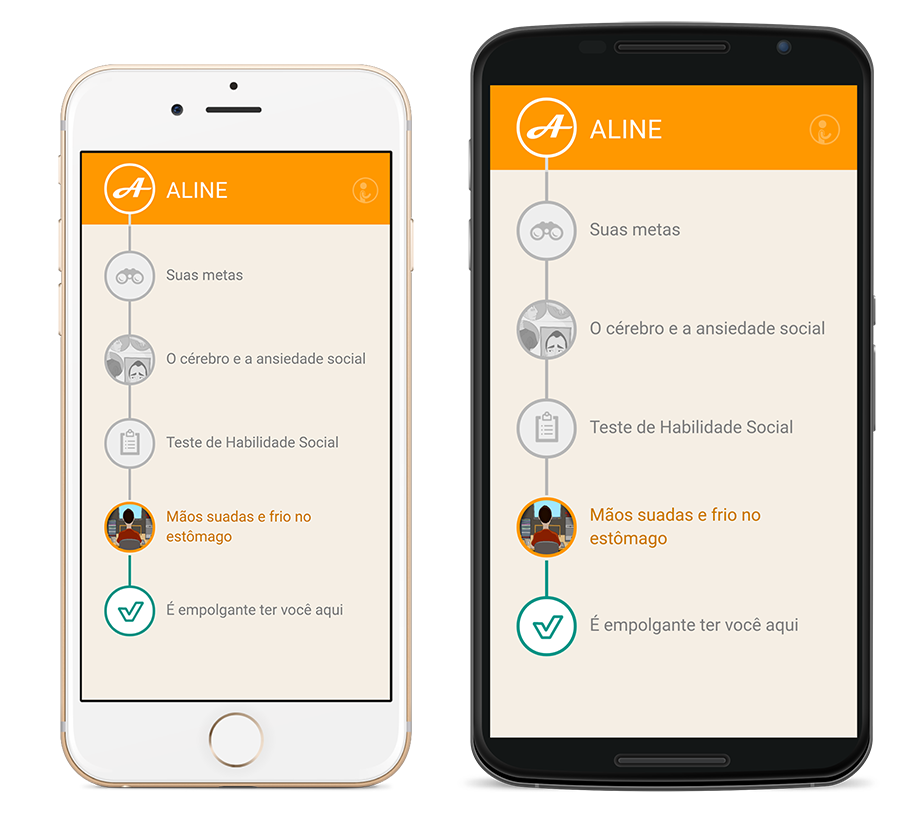 ALINE
Suas metas
O cérebro e a ansiedade social
Teste de Habilidade Social
Mãos suadas e frio no
estômago
É empolgante ter você aqui
ALINE
Suas metas
O cérebro e a ansiedade social
Teste de Habilidade Social
Mãos suadas e frio no
estômago
É empolgante ter você aqui